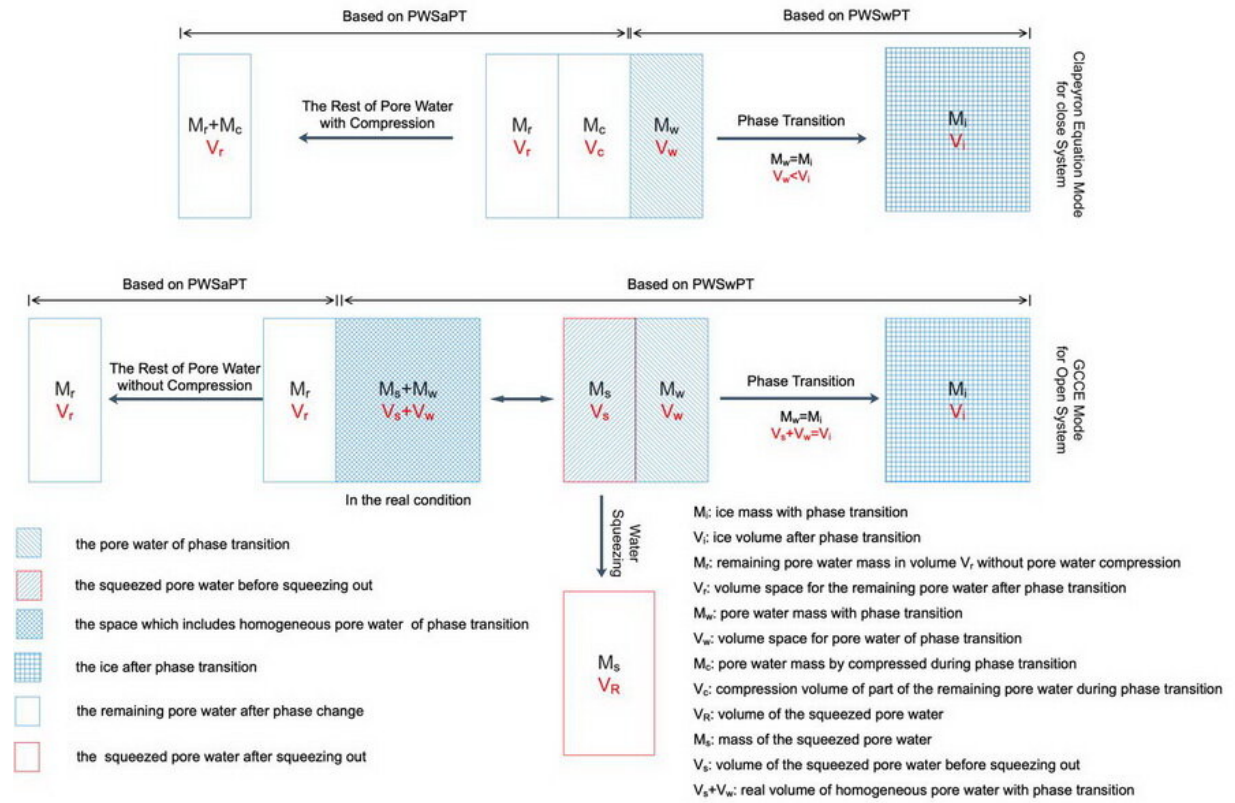 Based on PWSaPT
Based on PWSwPT
The Rest of Pore Water
with Compression
Mr+Mc
Vr
Mr
Vr
Mc
Vc
Mw
Vw
Phase Transition
Mw=Mi
Vw<Vi
Mi
Vi
Clapeyron Equation Mode
for close System
Based on PWSaPT
Based on PWSwPT
Mr
Vr
The Rest of Pore Water
without Compression
Mr
Vr
Ms+Mw
Vs+Vw
In the real condition
Ms
Vs
Mw
Vw
Phase Transition
Mw=Mi
Vs+Vw=Vi
Mi
Vi
GCCE Mode
for Open System
Water
Squeezing
Ms
VR
the pore water of phase transition
the squeezed pore water before squeezing out
the space which includes homogeneous pore water of phase transition
the ice after phase transition
the remaining pore water after phase change
the squeezed pore water after squeezing out
Mi: ice mass with phase transition
Vi: ice volume after phase transition
Mr: remaining pore water mass in volume Vr without pore water compression
Vr: volume space for the remaining pore water after phase transition
Mw: pore water mass with phase transition
Vw: volume space for pore water of phase transition
Mc: pore water mass by compressed during phase transition
Vc: compression volume of part of the remaining pore water during phase transition
VR: volume of the squeezed pore water
Ms: mass of the squeezed pore water
Vs: volume of the squeezed pore water before squeezing out
Vs+Vw: real volume of homogeneous pore water with phase transition